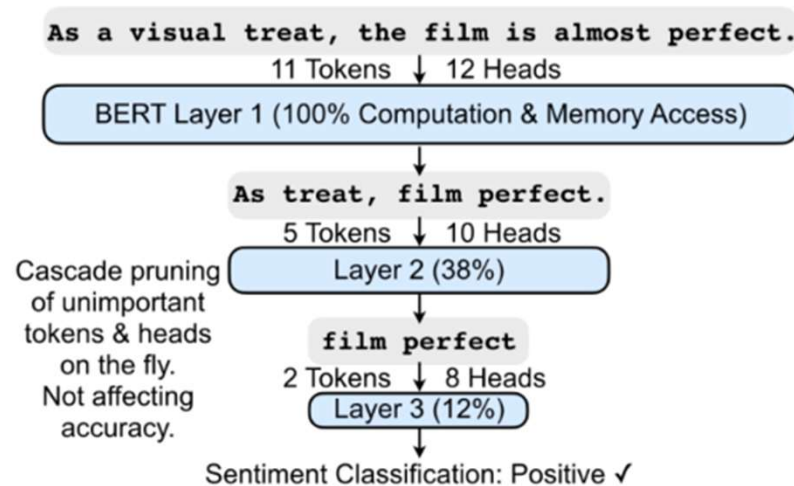 As a visual treat, the film is almost perfect.
11 Tokens 12 Heads
BERT Layer 1 (100% Computation & Memory Access)
As treat, film perfect.
5 Tokens 10 Heads
Layer 2 (38%)
Cascade pruning
of unimportant
tokens & heads
on the fly.
Not affecting
accuracy.
film perfect
2 Tokens 8 Heads
Layer 3 (12%)
Sentiment Classification: Positive ✓